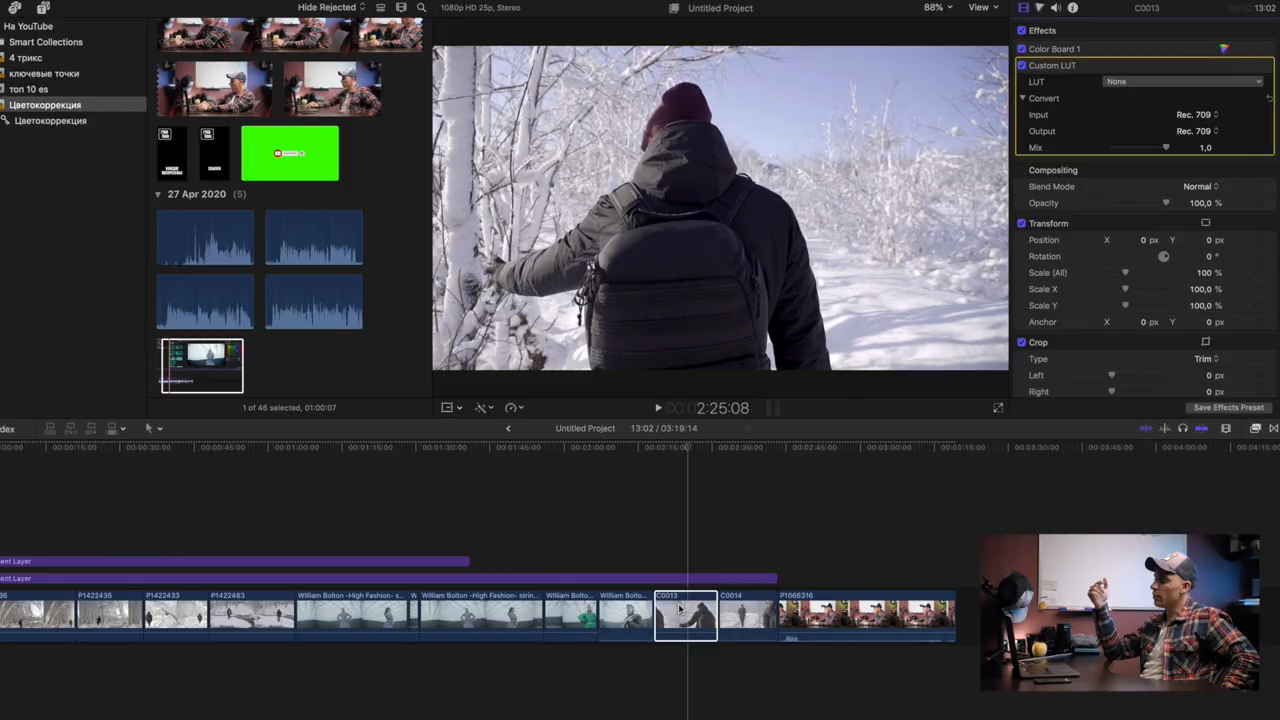 Hide Rejected
1080p HD 25p, Stereo
Untitled Project
88%
View
C0013
13:02
На YouTube
Smart Collections
4 трикс
ключевые точки
топ 10 es
Цветокоррекция
Цветокоррекция
27 Apr 2020 (5)
1 of 46 selected, 01:00:07
Effects
Color Board 1
Custom LUT
LUT None
Convert
Input Rec. 709
Output Rec. 709
Mix 1,0
Compositing
Blend Mode Normal
Opacity 100,0 %
Transform
Position X 0 px Y 0 px
Rotation 0 °
Scale (All) 100 %
Scale X 100,0 %
Scale Y 100,0 %
Anchor X 0 px Y 0 px
Crop
Type Trim
Left 0 px
Right 0 px
Save Effects Preset
2:25:08
dex
Untitled Project
13:02 / 03:19:14
00:00:00 00:00:15:00 00:00:30:00 00:00:45:00 00:01:00:00 00:01:15:00 00:01:30:00 00:01:45:00 00:02:00:00 00:02:15:00 00:02:30:00 00:02:45:00 00:03:00:00 00:03:15:00 00:03:30:00 00:03:45:00 00:04:00:00 00:04:15:00
ent Layer
ent Layer
36 P1422435 P1422433 P1422483 William Bolton -High Fashion- s... W William Bolton -High Fashion- strin... William Bolto... William Bolto... C0013 C0014 P1066316